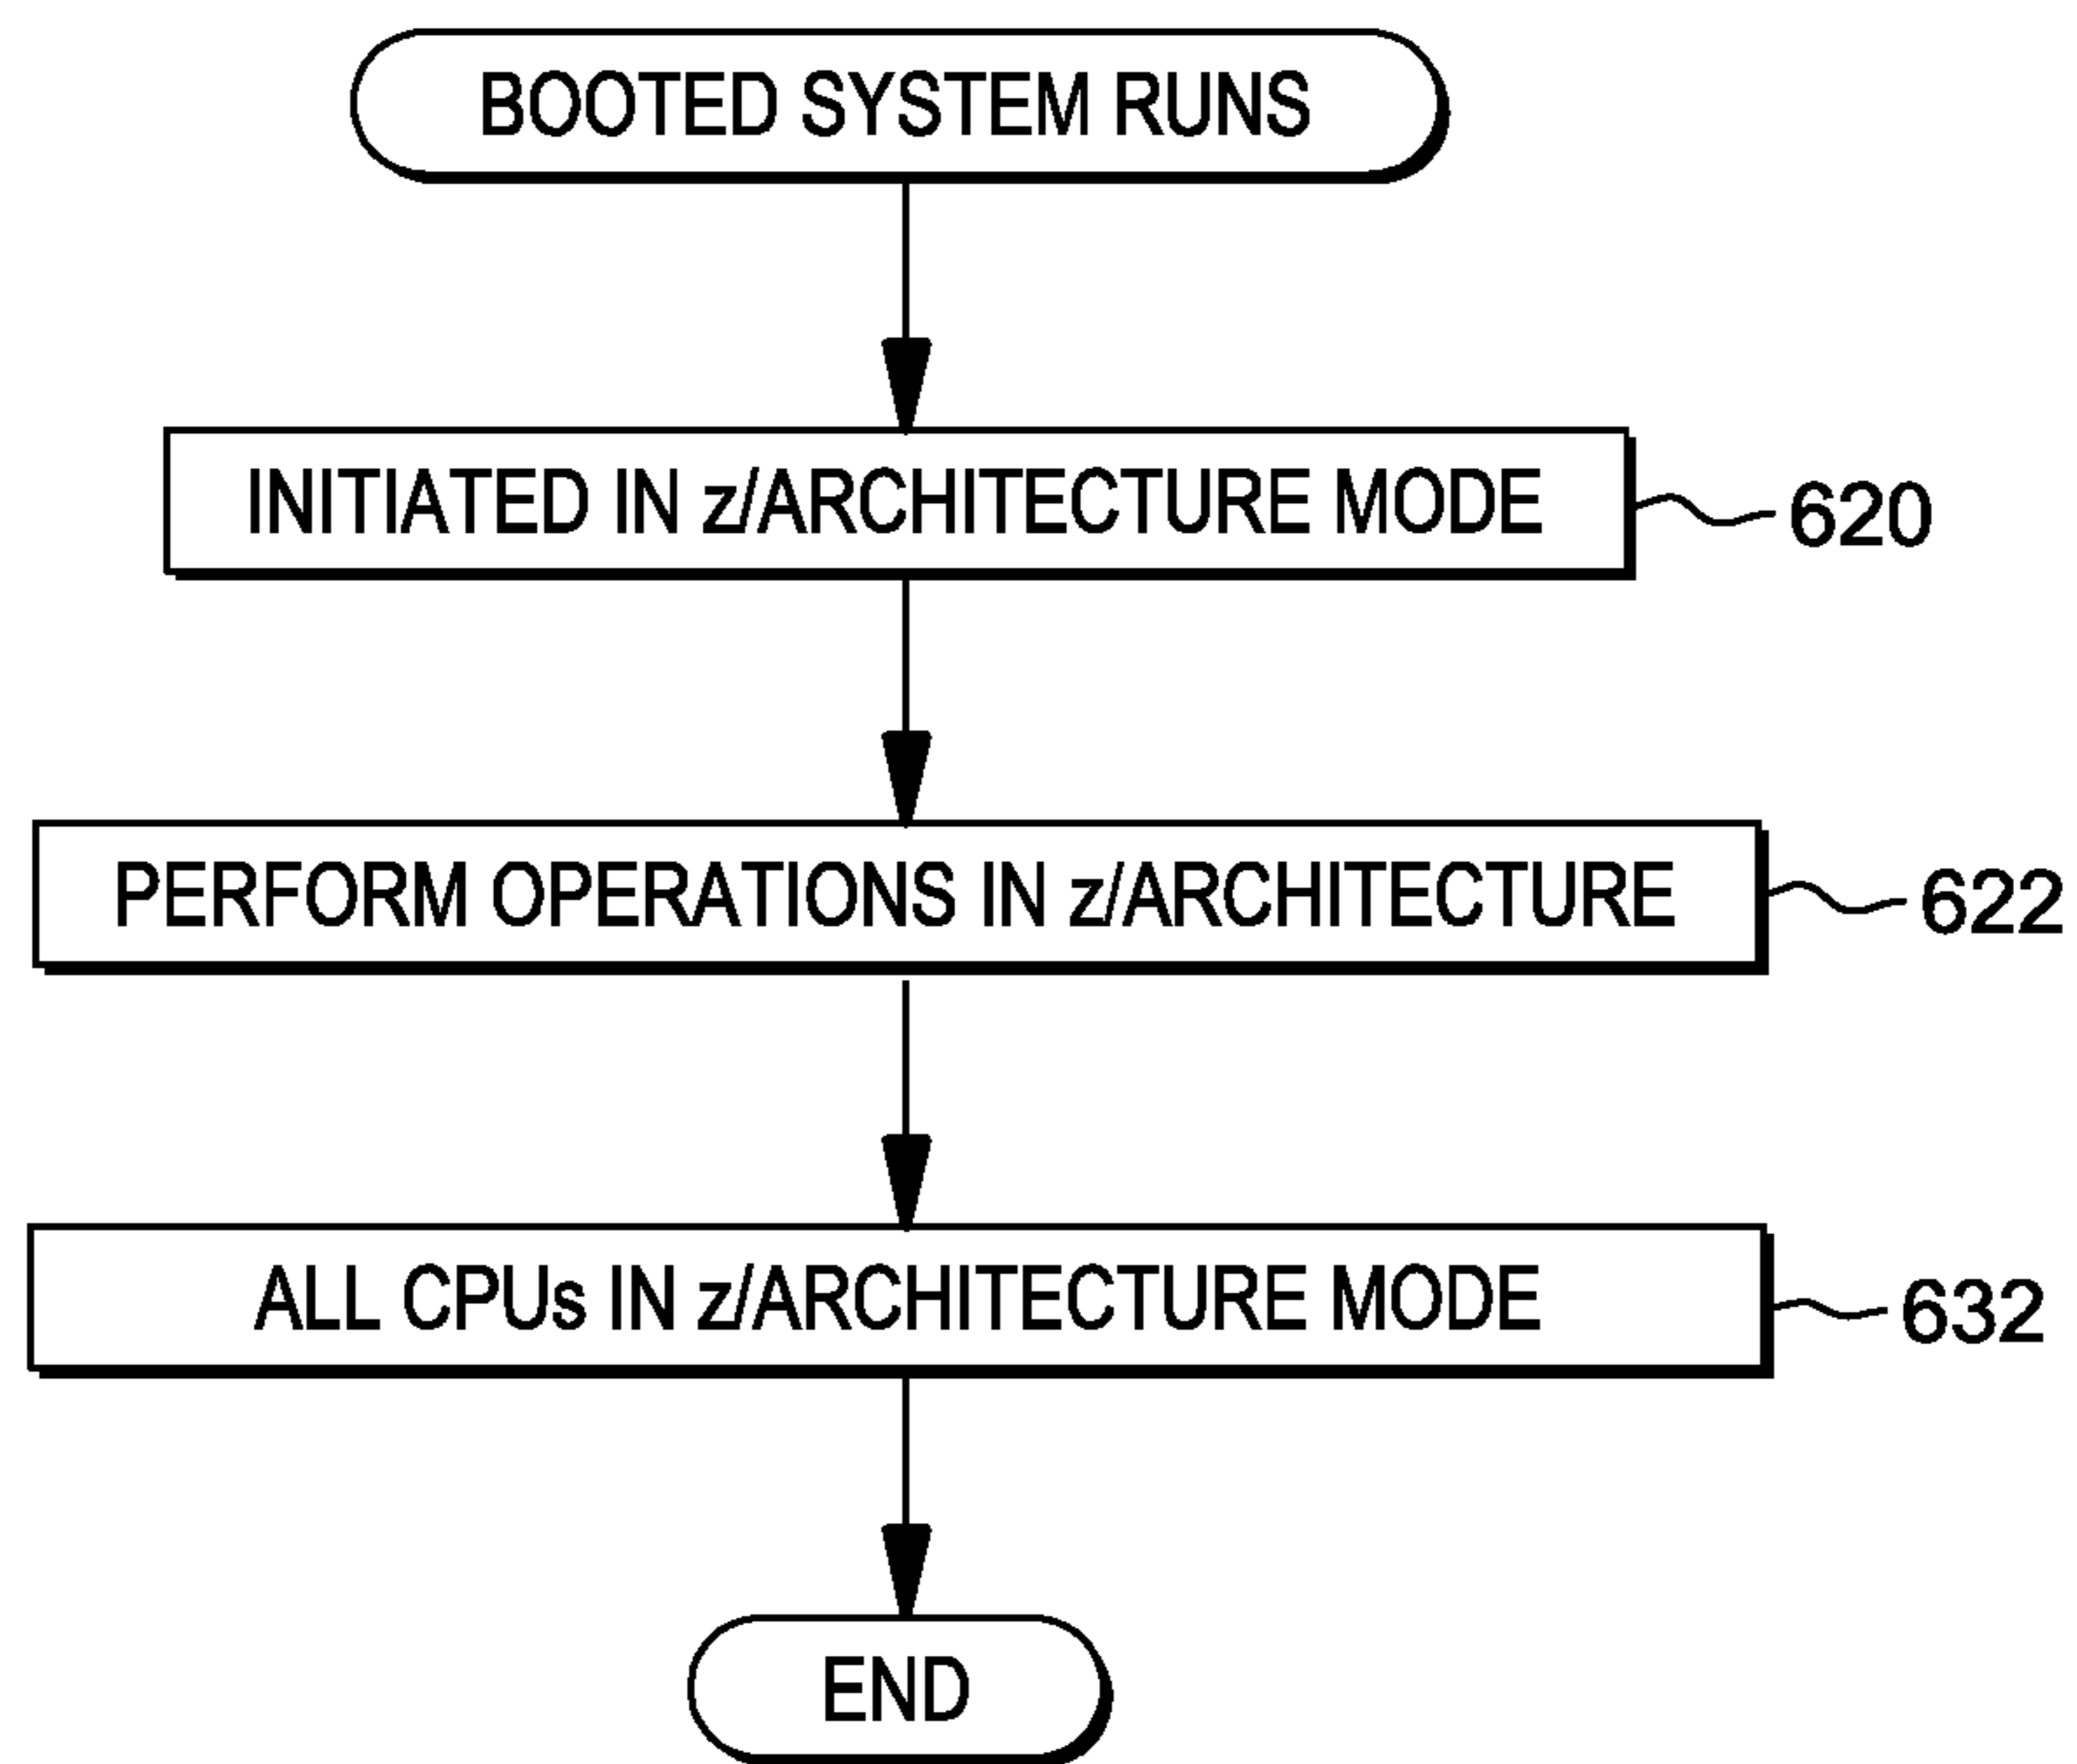 BOOTED SYSTEM RUNS
INITIATED IN z/ARCHITECTURE MODE
620
PERFORM OPERATIONS IN z/ARCHITECTURE
622
ALL CPUs IN z/ARCHITECTURE MODE
632
END